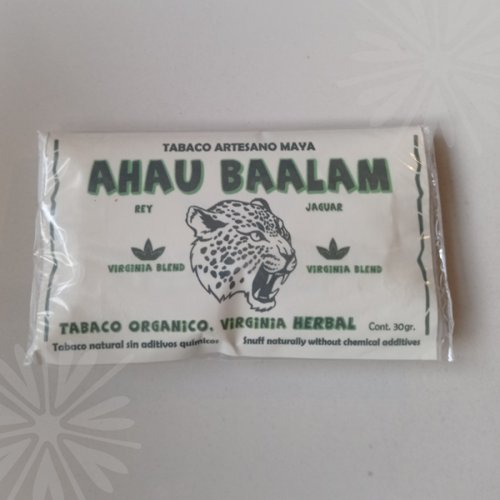 TABACO ARTESANO MAYA
AHAU BAALAM
REY JAGUAR
VIRGINIA BLEND VIRGINIA BLEND
TABACO ORGANICO, VIRGINIA HERBAL Cont. 30gr.
Tabaco natural sin aditivos quimicos Snuff naturally without chemical additives